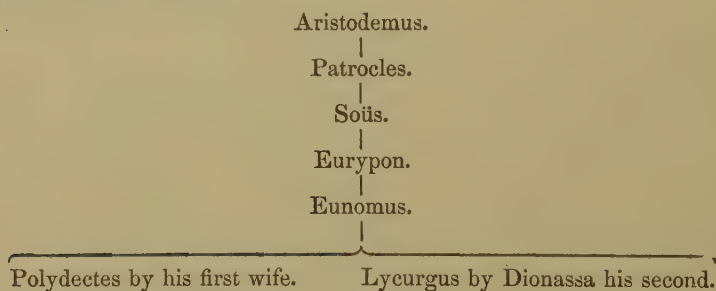 Aristodemus.
Patrocles.
Soüs.
Eurypon.
Eunomus.
Polydectes by his first wife. Lycurgus by Dionassa his second.